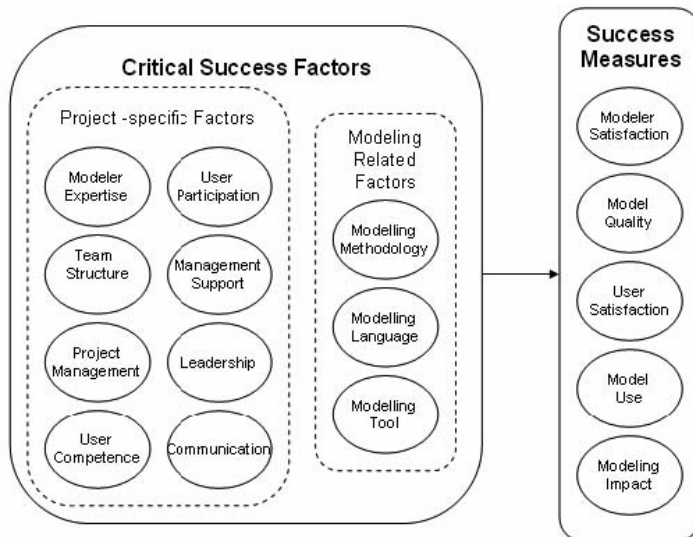 Critical Success Factors
Project -specific Factors
Modeler
Expertise
User
Participation
Team
Structure
Management
Support
Project
Management
Leadership
User
Competence
Communication
Modeling
Related
Factors
Modelling
Methodology
Modelling
Language
Modelling
Tool
Success
Measures
Modeler
Satisfaction
Model
Quality
User
Satisfaction
Model
Use
Modeling
Impact